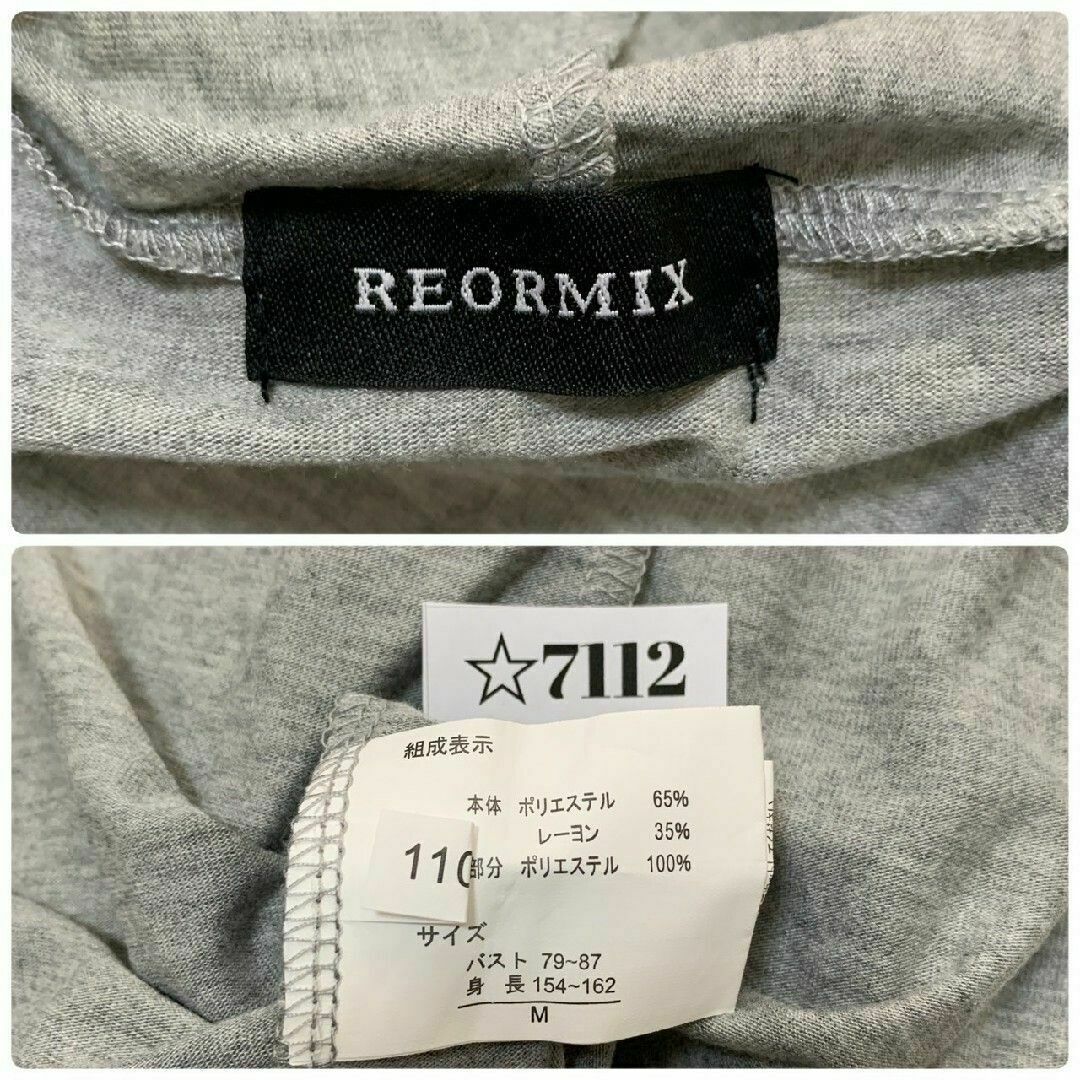 REORMIX
☆7112
組成表示
本体 ポリエステル 65%
レーヨン 35%
110
部分 ポリエステル 100%
サイズ
バスト 79~87
身 長 154~162
M